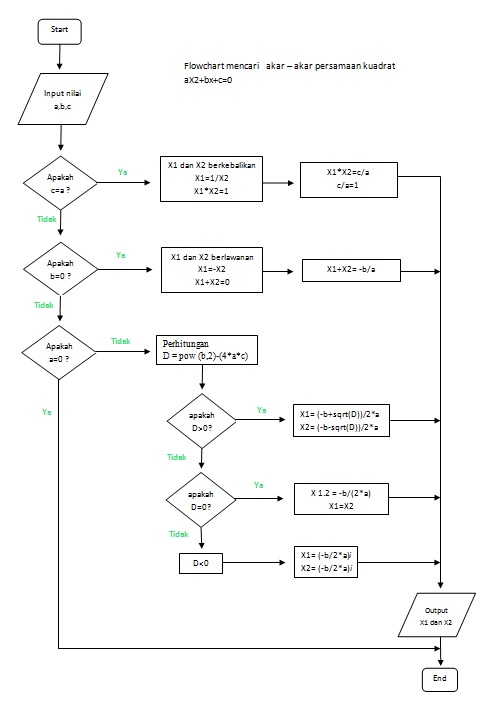 Start
Flowchart mencari akar – akar persamaan kuadrat
aX2+bx+c=0
Input nilai
a,b,c
Apakah
c=a ?
Ya
X1 dan X2 berkebalikan
X1=1/X2
X1*X2=1
X1*X2=c/a
c/a=1
Tidak
Apakah
b=0 ?
Ya
X1 dan X2 berlawanan
X1=-X2
X1+X2=0
X1+X2= -b/a
Tidak
Apakah
a=0 ?
Tidak
Perhitungan
D = pow (b,2)-(4*a*c)
Ya
apakah
D>0?
Ya
X1= (-b+sqrt(D))/2*a
X2= (-b-sqrt(D))/2*a
Tidak
apakah
D=0?
Ya
X 1.2 = -b/(2*a)
X1=X2
Tidak
D<0
X1= (-b/2*a)i
X2= (-b/2*a)i
Output
X1 dan X2
End